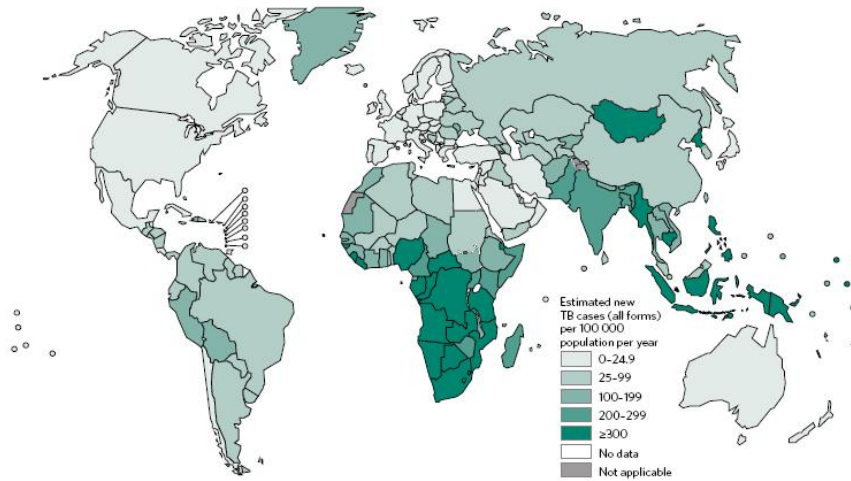 Estimated new
TB cases (all forms)
per 100 000
population per year
0–24.9
25–99
100–199
200–299
≥300
No data
Not applicable